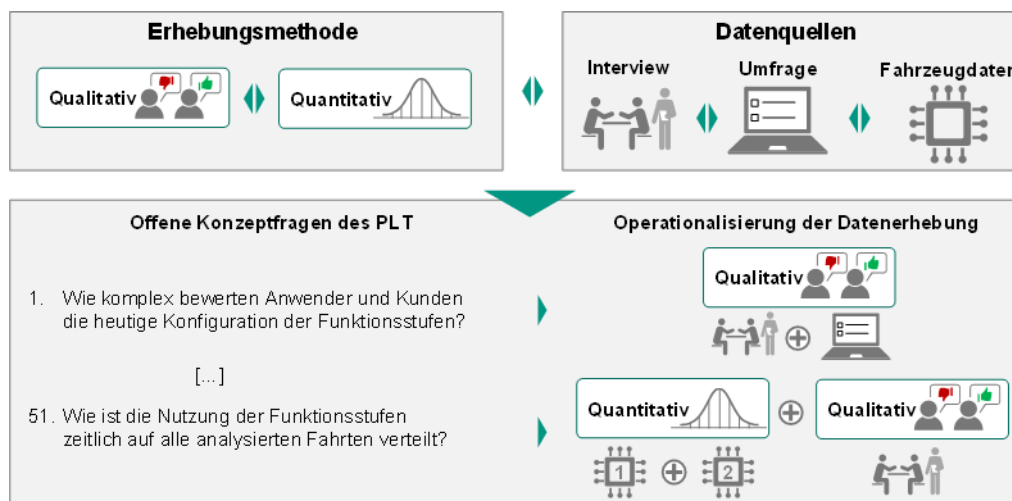 Erhebungsmethode
Qualitativ
Quantitativ
Datenquellen
Interview
Umfrage
Fahrzeugdaten
Offene Konzeptfragen des PLT
1. Wie komplex bewerten Anwender und Kunden
die heutige Konfiguration der Funktionsstufen?
[...]
51. Wie ist die Nutzung der Funktionsstufen
zeitlich auf alle analysierten Fahrten verteilt?
Operationalisierung der Datenerhebung
Qualitativ
Quantitativ
Qualitativ
1
2